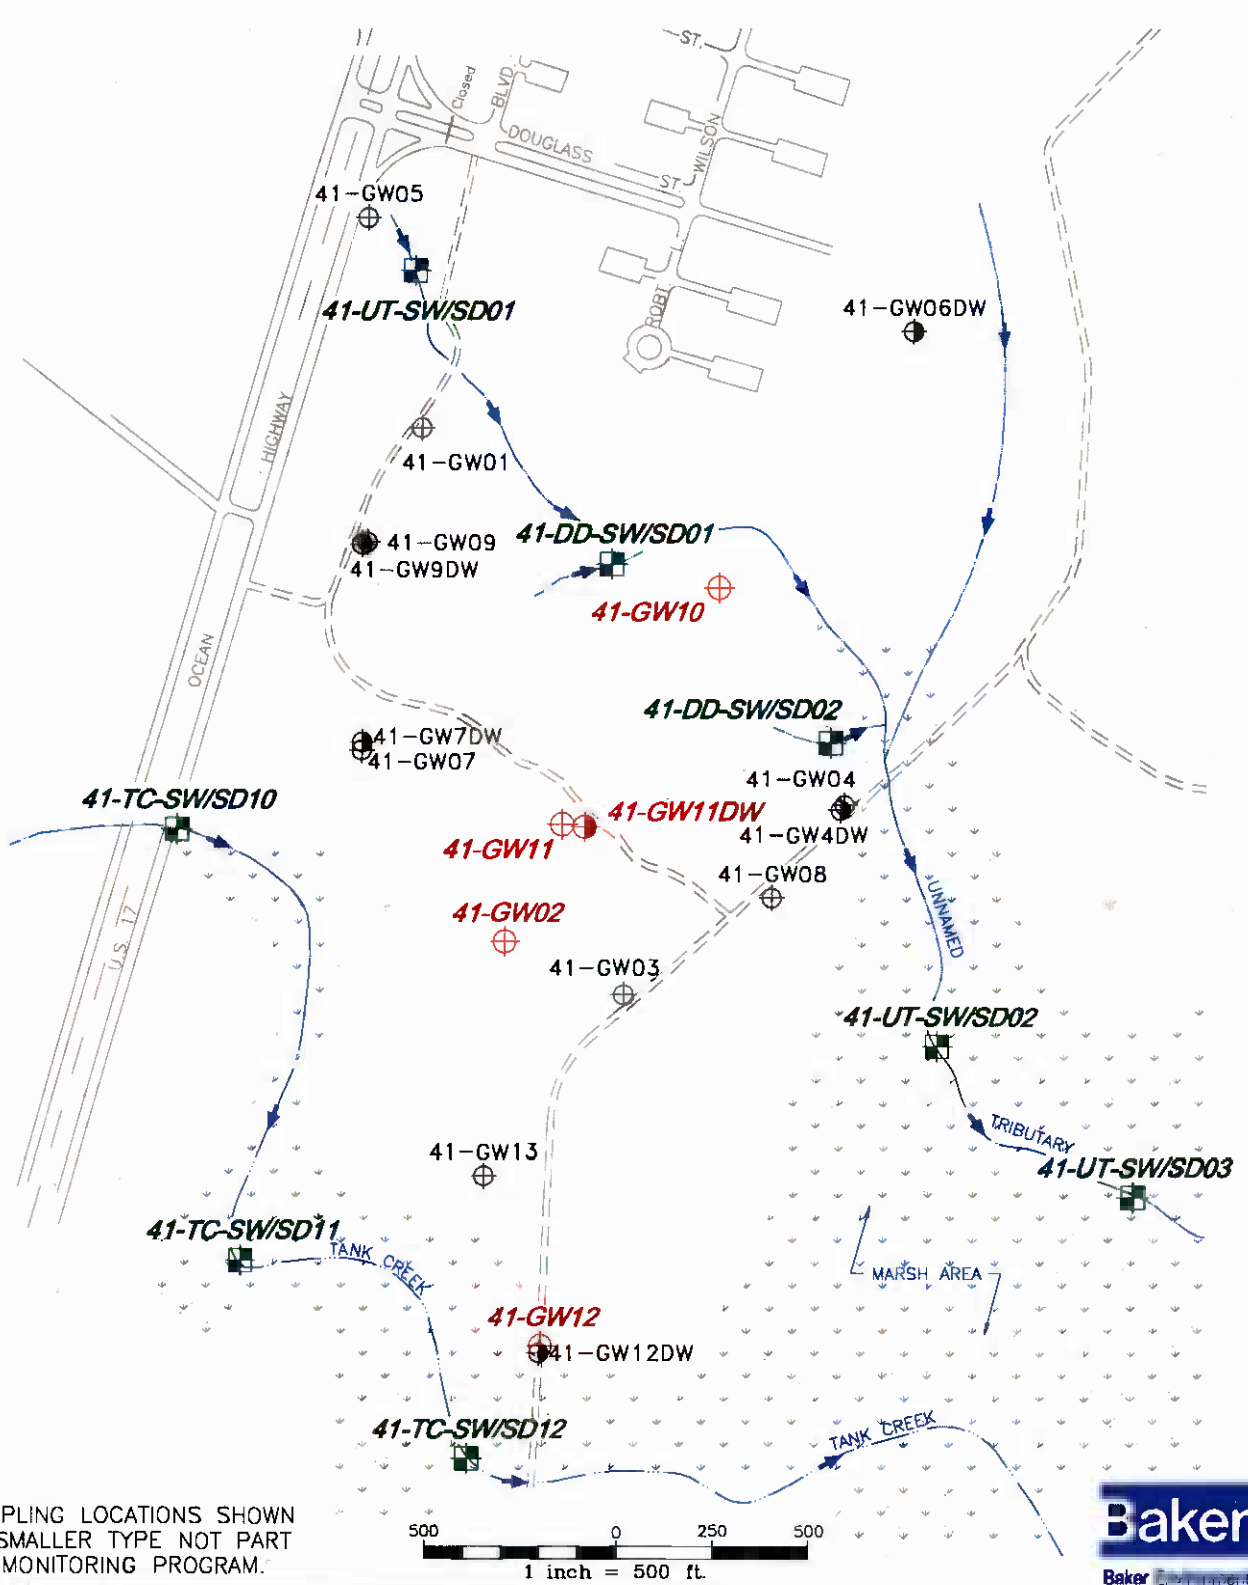 ST.
Closed
BLVD.
DOUGLASS
ST.
WILSON
41-GW05
41-UT-SW/SD01
ROBT.
41-GW06DW
HIGHWAY
41-GW01
41-GW09
41-GW9DW
41-DD-SW/SD01
41-GW10
OCEAN
41-DD-SW/SD02
41-GW7DW
41-GW07
41-GW04
41-GW4DW
41-TC-SW/SD10
41-GW11DW
41-GW11
41-GW08
UNNAMED
41-GW02
U.S. 17
41-GW03
41-UT-SW/SD02
TRIBUTARY
41-GW13
41-UT-SW/SD03
41-TC-SW/SD11
TANK CREEK
MARSH AREA
41-GW12
41-GW12DW
41-TC-SW/SD12
TANK CREEK
PLING LOCATIONS SHOWN
SMALLER TYPE NOT PART
MONITORING PROGRAM.
500 0 250 500
1 inch = 500 ft.
Baker
Baker